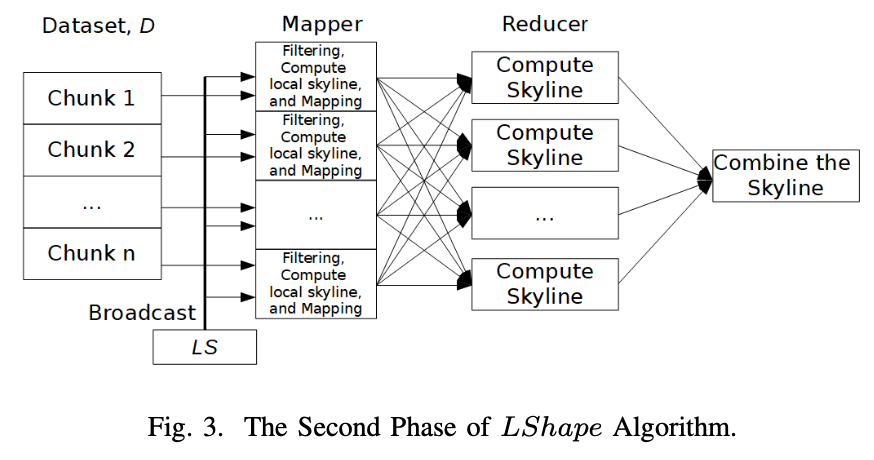 Dataset, D
Mapper
Reducer
Chunk 1
Chunk 2
...
Chunk n
Broadcast
LS
Filtering,
Compute
local skyline,
and Mapping
Filtering,
Compute
local skyline,
and Mapping
...
Filtering,
Compute
local skyline,
and Mapping
Compute
Skyline
Compute
Skyline
...
Compute
Skyline
Combine the
Skyline
Fig. 3. The Second Phase of LShape Algorithm.